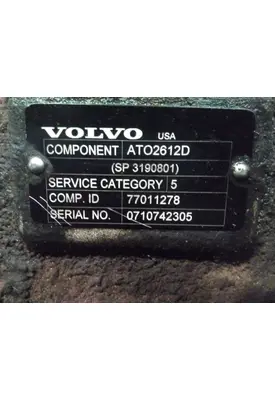 VOLVO USA
COMPONENT ATO2612D
(SP 3190801)
SERVICE CATEGORY 5
COMP. ID 77011278
SERIAL NO. 0710742305